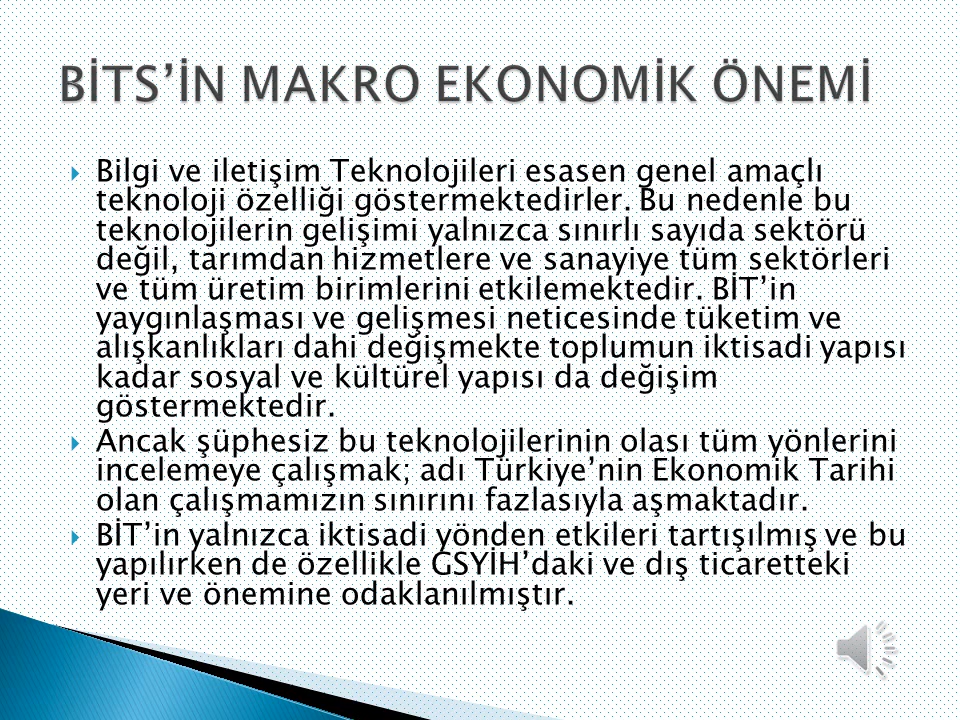 BİTS’İN MAKRO EKONOMİK ÖNEMİ
Bilgi ve iletişim Teknolojileri esasen genel amaçlı
teknoloji özelliği göstermektedirler. Bu nedenle bu
teknolojilerin gelişimi yalnızca sınırlı sayıda sektörü
değil, tarımdan hizmetlere ve sanayiye tüm sektörleri
ve tüm üretim birimlerini etkilemektedir. BİT’in
yaygınlaşması ve gelişmesi neticesinde tüketim ve
alışkanlıkları dahi değişmekte toplumun iktisadi yapısı
kadar sosyal ve kültürel yapısı da değişim
göstermektedir.
Ancak şüphesiz bu teknolojilerinin olası tüm yönlerini
incelemeye çalışmak; adı Türkiye’nin Ekonomik Tarihi
olan çalışmamızın sınırını fazlasıyla aşmaktadır.
BİT’in yalnızca iktisadi yönden etkileri tartışılmış ve bu
yapılırken de özellikle GSYİH’daki ve dış ticaretteki
yeri ve önemine odaklanılmıştır.